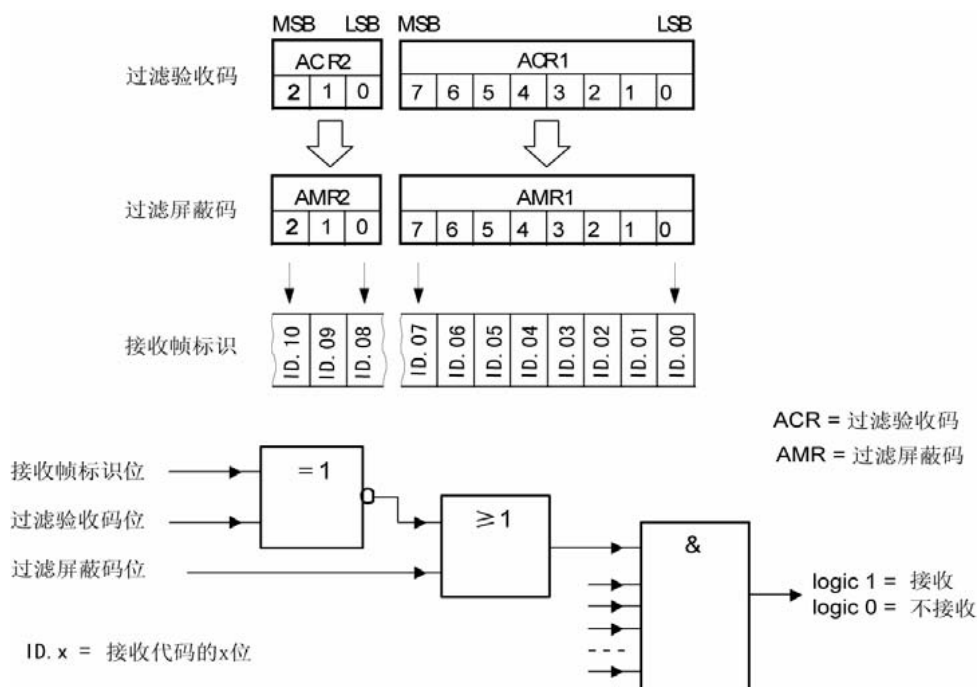 MSB LSB MSB LSB
过滤验收码 ACR2 ACR1
2 1 0 7 6 5 4 3 2 1 0
过滤屏蔽码 AMR2 AMR1
2 1 0 7 6 5 4 3 2 1 0
接收帧标识 ID.10 ID.09 ID.08 ID.07 ID.06 ID.05 ID.04 ID.03 ID.02 ID.01 ID.00
ACR = 过滤验收码
AMR = 过滤屏蔽码
接收帧标识位
过滤验收码位
过滤屏蔽码位
=1
≥1
&
logic 1 = 接收
logic 0 = 不接收
ID.x = 接收代码的x位